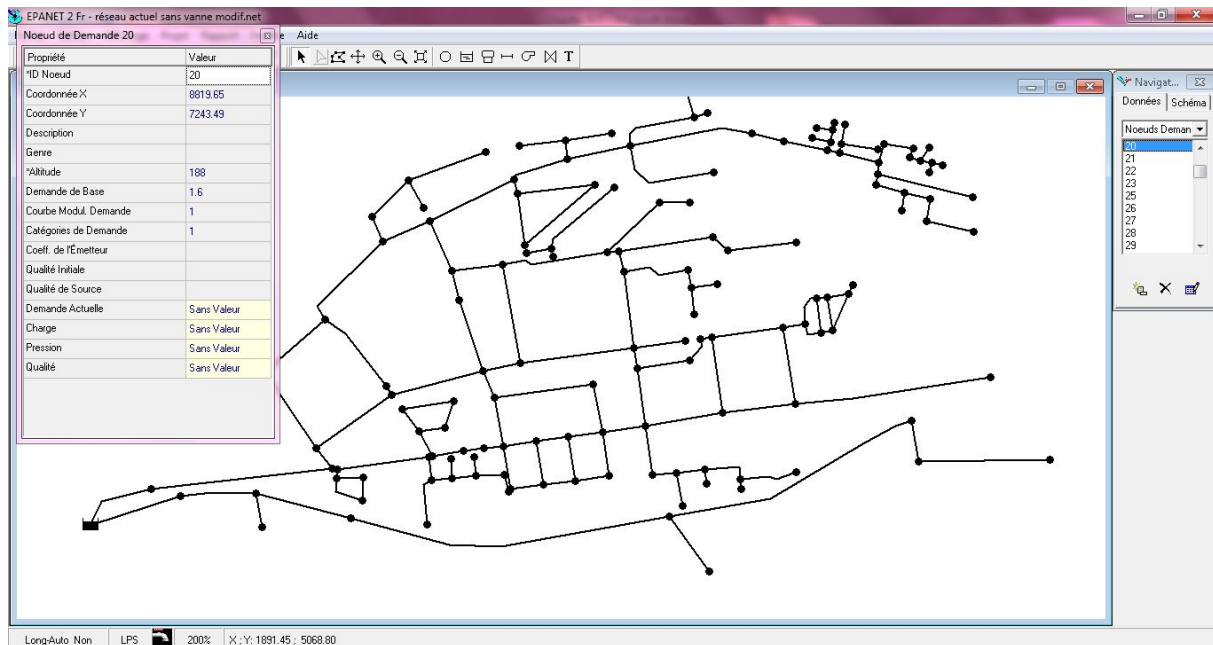 EPANET 2 Fr - réseau actuel sans vanne modif.net
Noeud de Demande 20
e Aide
Propriété Valeur
*ID Noeud 20
Coordonnée X 8819.65
Coordonnée Y 7243.49
Description
Genre
*Altitude 188
Demande de Base 1.6
Courbe Modul. Demande 1
Catégories de Demande 1
Coeff. de l'Émetteur
Qualité Initiale
Qualité de Source
Demande Actuelle Sans Valeur
Charge Sans Valeur
Pression Sans Valeur
Qualité Sans Valeur
T
Navigat...
Données Schéma
Noeuds Deman
20
21
22
23
25
26
27
28
29
Long-Auto Non LPS 200% X ; Y: 1891.45 ; 5068.80